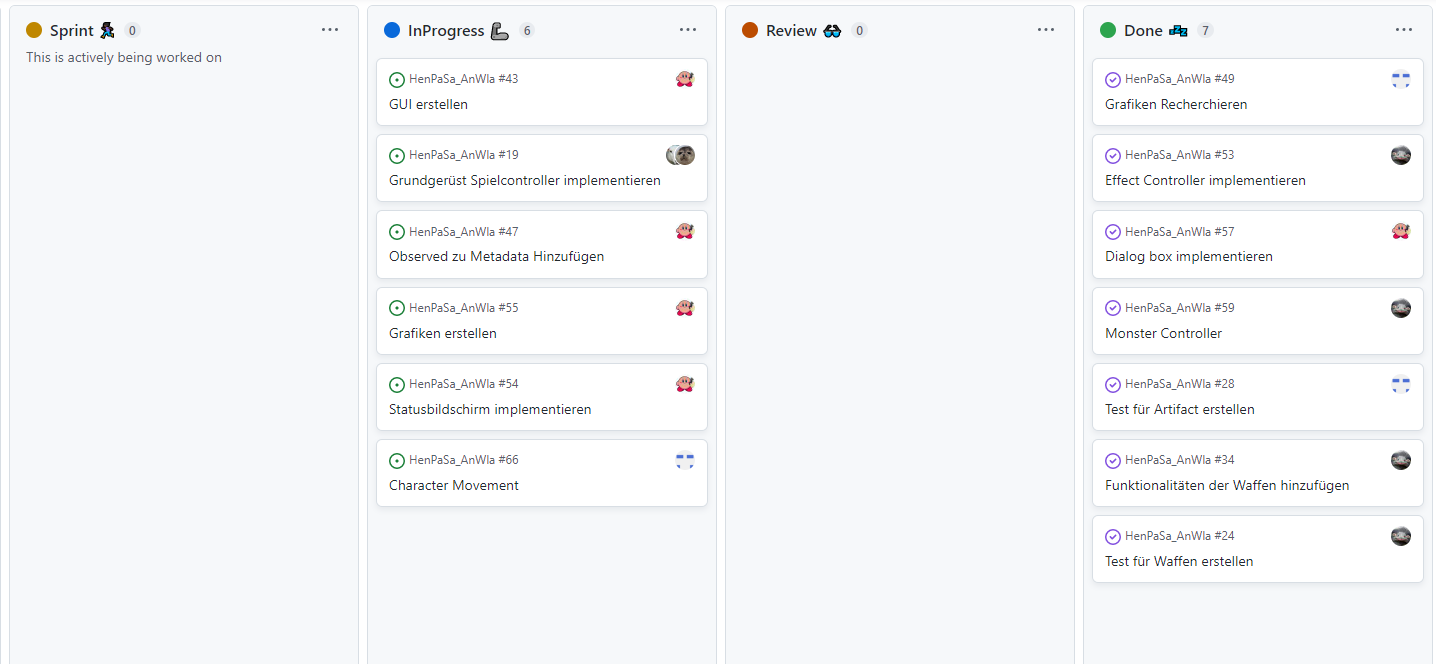 Sprint 0
This is actively being worked on
InProgress 6
HenPaSa_AnWla #43
GUI erstellen
HenPaSa_AnWla #19
Grundgerüst Spielcontroller implementieren
HenPaSa_AnWla #47
Observed zu Metadata Hinzufügen
HenPaSa_AnWla #55
Grafiken erstellen
HenPaSa_AnWla #54
Statusbildschirm implementieren
HenPaSa_AnWla #66
Character Movement
Review 0
Done 7
HenPaSa_AnWla #49
Grafiken Recherchieren
HenPaSa_AnWla #53
Effect Controller implementieren
HenPaSa_AnWla #57
Dialog box implementieren
HenPaSa_AnWla #59
Monster Controller
HenPaSa_AnWla #28
Test für Artifact erstellen
HenPaSa_AnWla #34
Funktionalitäten der Waffen hinzufügen
HenPaSa_AnWla #24
Test für Waffen erstellen